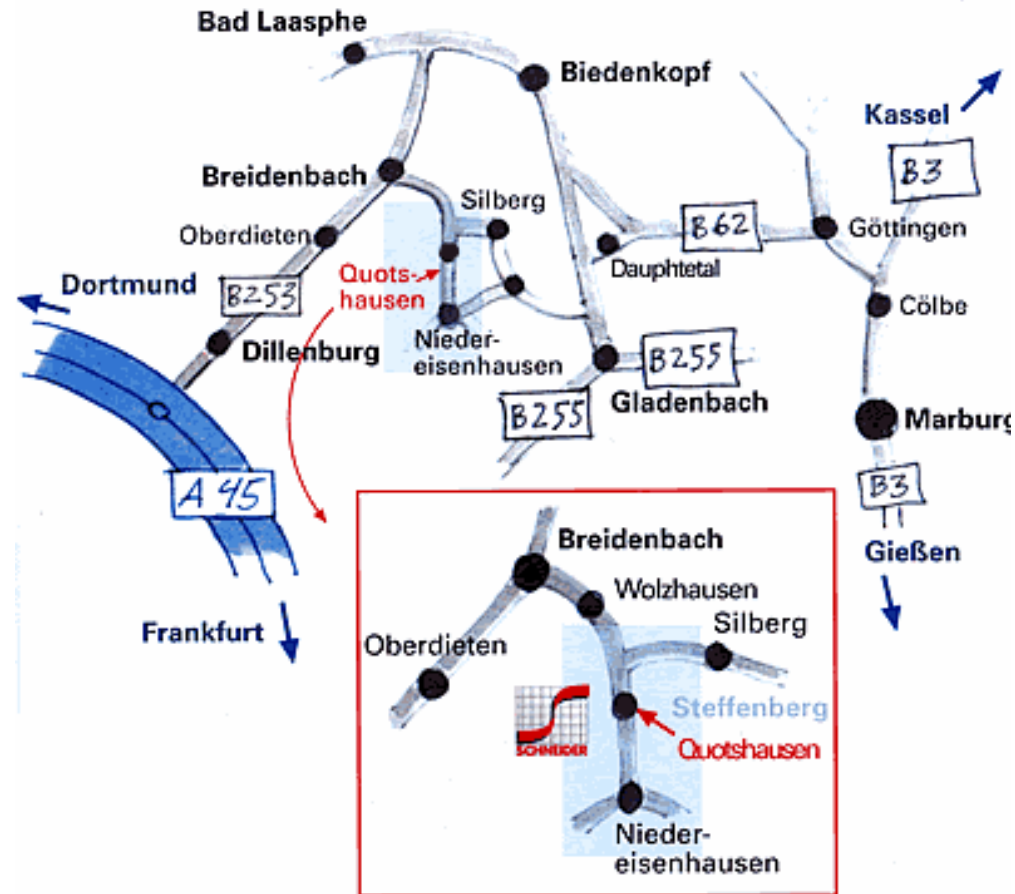 Bad Laasphe
Biedenkopf
Kassel
B3
Breidenbach
Silberg
Oberdieten
B62
Göttingen
Dauphtetal
Quots-
hausen
Dortmund
B253
Cölbe
Dillenburg
Nieder-
eisenhausen
B255
Gladenbach
B255
Marburg
A 45
B3
Gießen
Frankfurt
Breidenbach
Wolzhausen
Silberg
Oberdieten
Steffenberg
SCHNEIDER
Quotshausen
Nieder-
eisenhausen